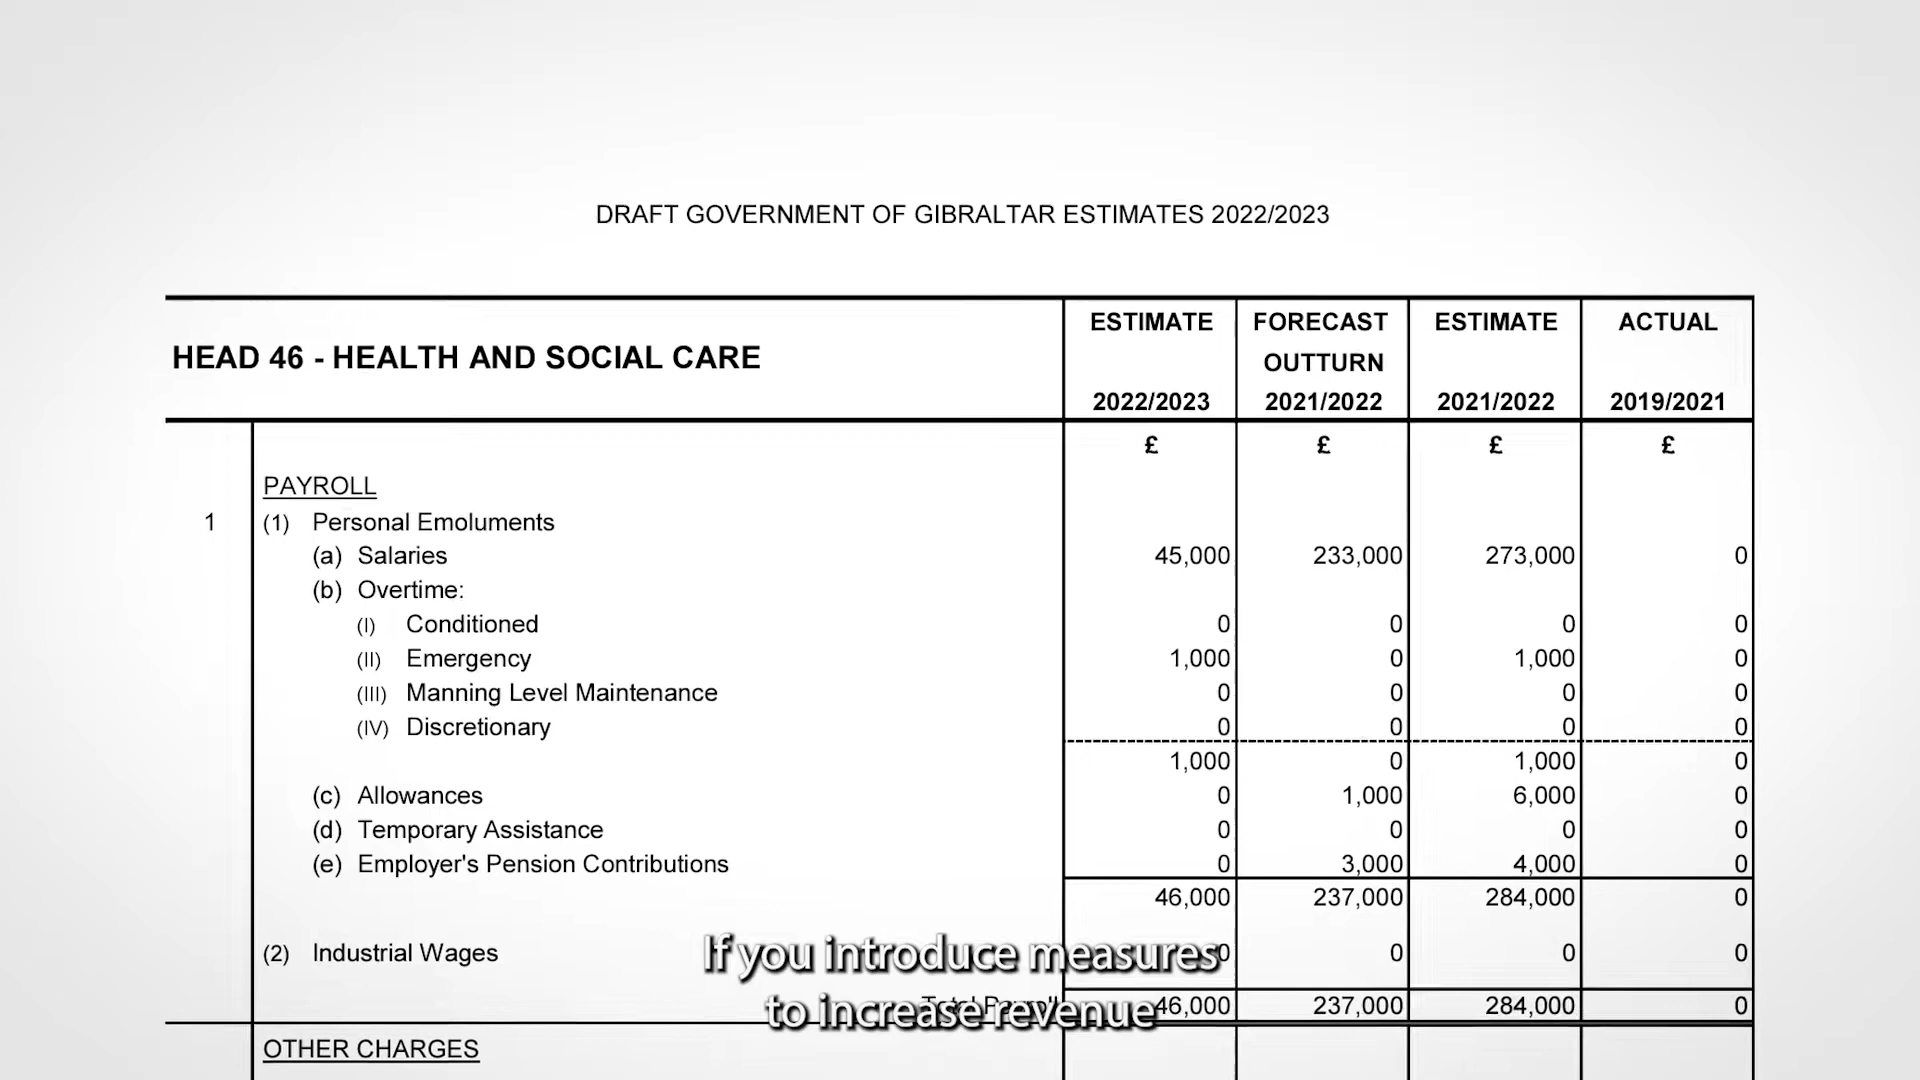 DRAFT GOVERNMENT OF GIBRALTAR ESTIMATES 2022/2023
HEAD 46 - HEALTH AND SOCIAL CARE
ESTIMATE 2022/2023
FORECAST OUTTURN 2021/2022
ESTIMATE 2021/2022
ACTUAL 2019/2021
£ £ £ £
PAYROLL
1 (1) Personal Emoluments
(a) Salaries 45,000 233,000 273,000 0
(b) Overtime:
(I) Conditioned 0 0 0 0
(II) Emergency 1,000 0 1,000 0
(III) Manning Level Maintenance 0 0 0 0
(IV) Discretionary 0 0 0 0
1,000 0 1,000 0
(c) Allowances 0 1,000 6,000 0
(d) Temporary Assistance 0 0 0 0
(e) Employer's Pension Contributions 0 3,000 4,000 0
46,000 237,000 284,000 0
(2) Industrial Wages 0 0 0 0
Total Payroll 46,000 237,000 284,000 0
OTHER CHARGES
If you introduce measures
to increase revenue